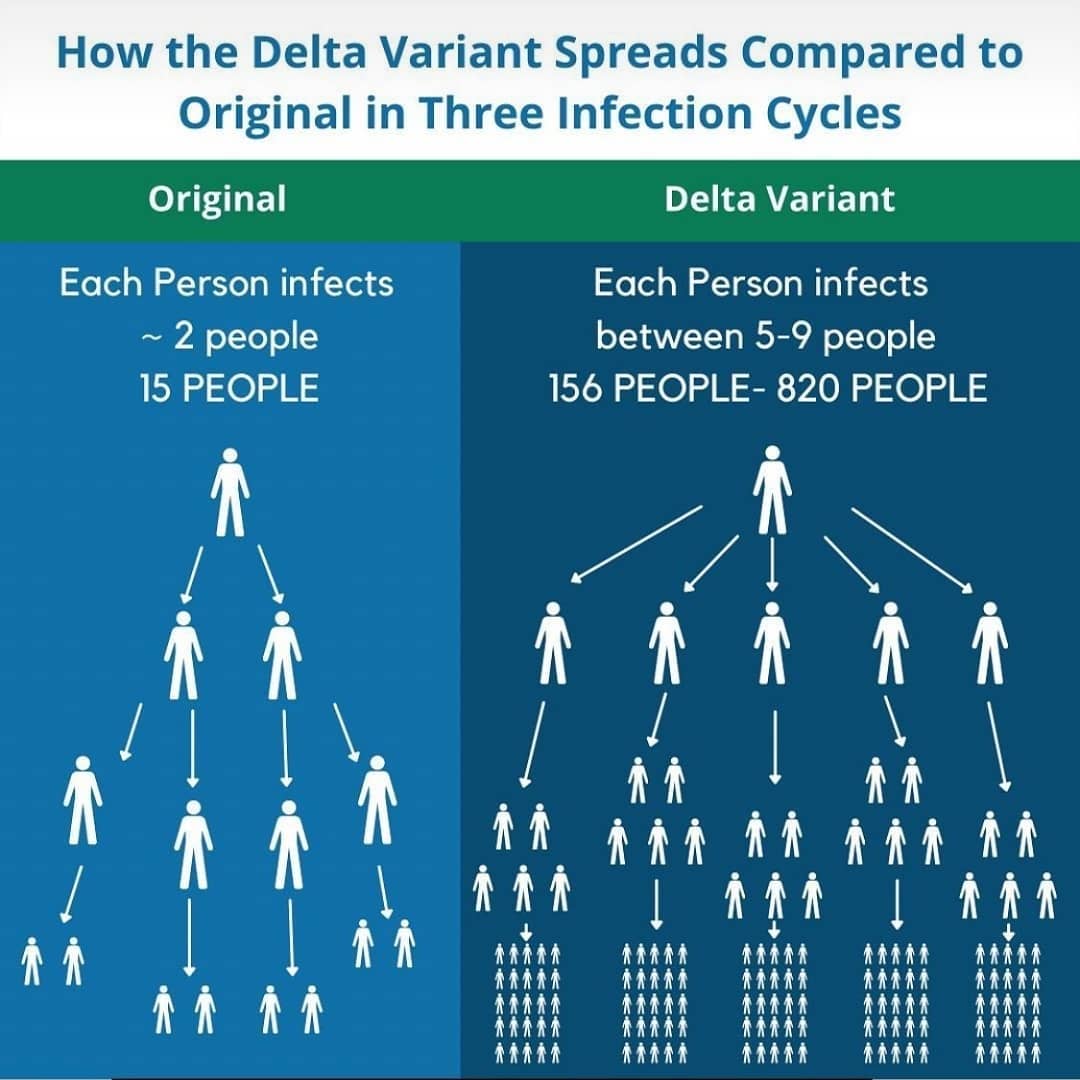 How the Delta Variant Spreads Compared to
Original in Three Infection Cycles
Original
Delta Variant
Each Person infects
~ 2 people
15 PEOPLE
Each Person infects
between 5-9 people
156 PEOPLE- 820 PEOPLE